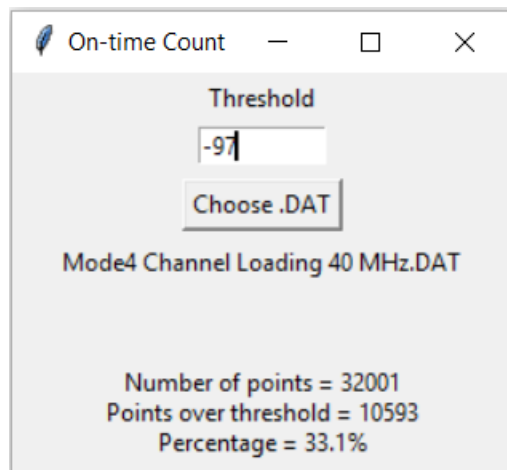 On-time Count
Threshold
-97
Choose .DAT
Mode4 Channel Loading 40 MHz.DAT
Number of points = 32001
Points over threshold = 10593
Percentage = 33.1%